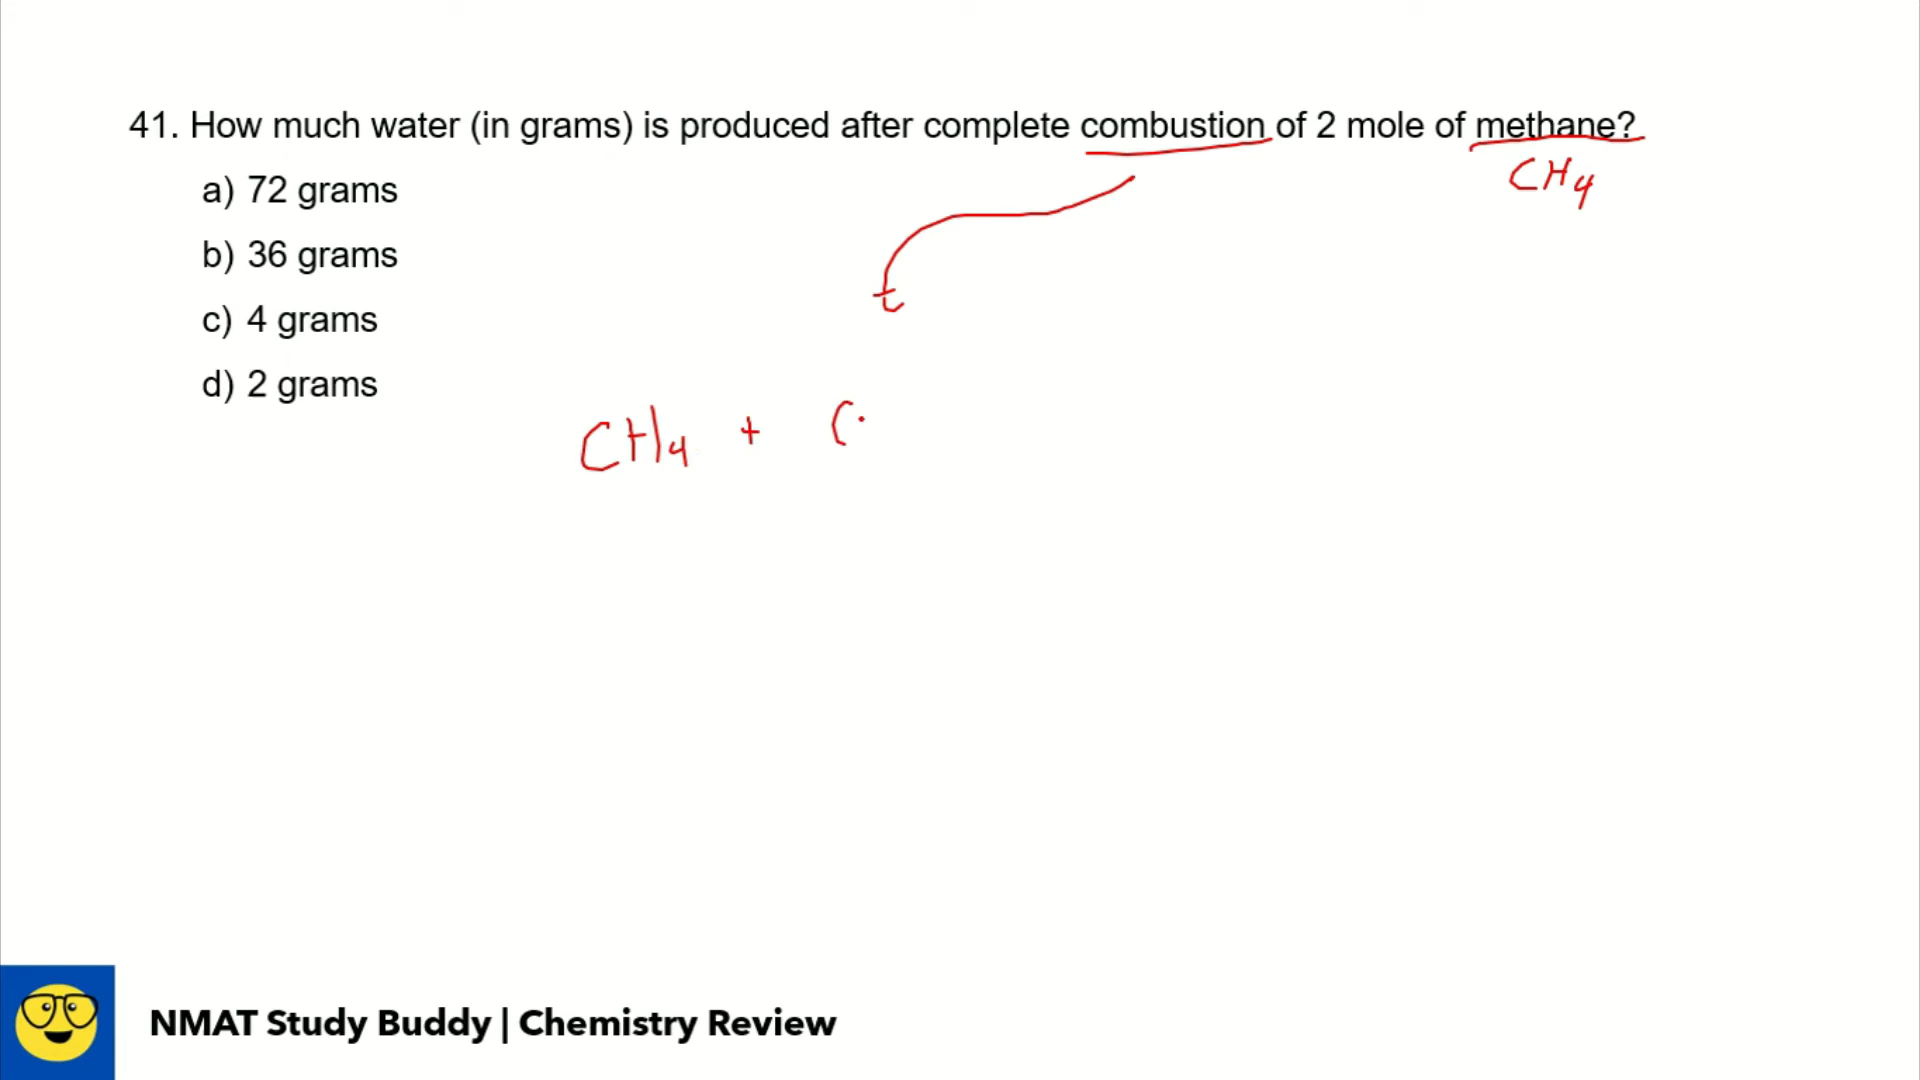 41. How much water (in grams) is produced after complete combustion of 2 mole of methane?
CH4
a) 72 grams
b) 36 grams
c) 4 grams
d) 2 grams
CH4 +
NMAT Study Buddy | Chemistry Review